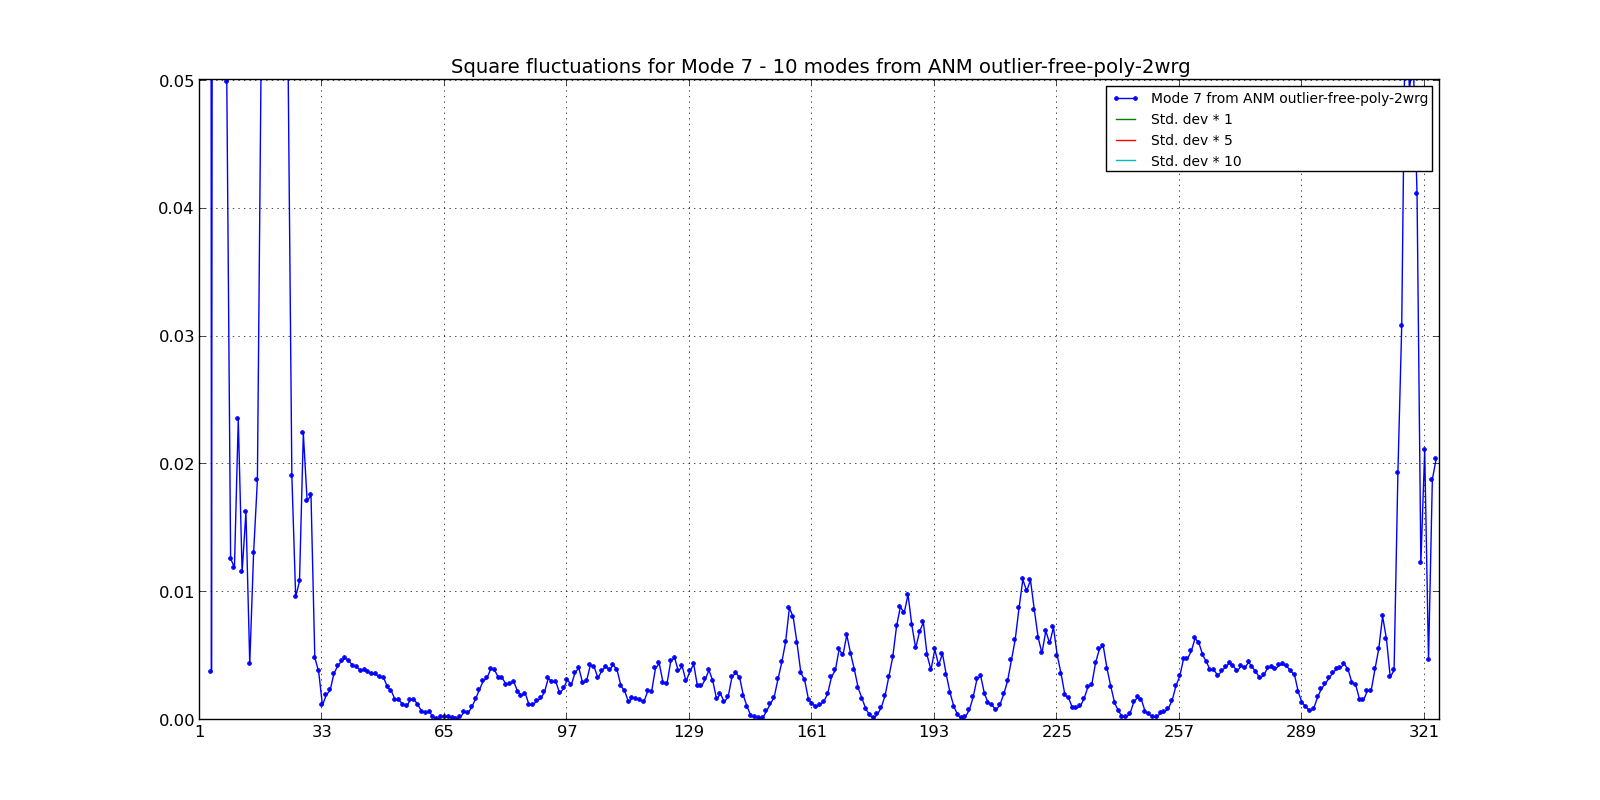 Square fluctuations for Mode 7 - 10 modes from ANM outlier-free-poly-2wrg
0.05
Mode 7 from ANM outlier-free-poly-2wrg
Std. dev * 1
Std. dev * 5
Std. dev * 10
0.04
0.03
0.02
0.01
0.00
1 33 65 97 129 161 193 225 257 289 321